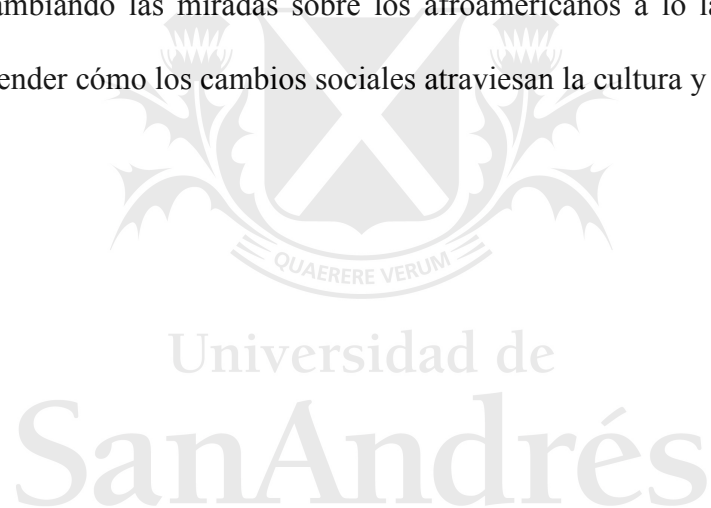 ambiando las miradas sobre los afroamericanos a lo la
ender cómo los cambios sociales atraviesan la cultura y
QUAERERE VERUM
Universidad de
SanAndrés